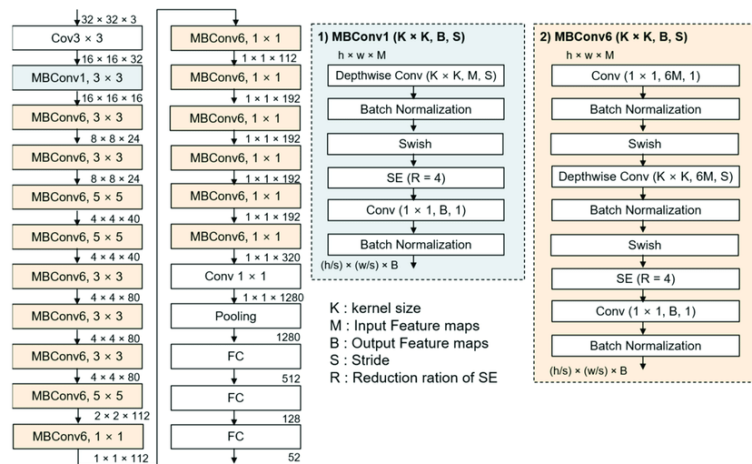 32 × 32 × 3
Cov3 × 3
16 × 16 × 32
MBConv1, 3 × 3
16 × 16 × 16
MBConv6, 3 × 3
8 × 8 × 24
MBConv6, 3 × 3
8 × 8 × 24
MBConv6, 5 × 5
4 × 4 × 40
MBConv6, 5 × 5
4 × 4 × 40
MBConv6, 3 × 3
4 × 4 × 80
MBConv6, 3 × 3
4 × 4 × 80
MBConv6, 3 × 3
4 × 4 × 80
MBConv6, 5 × 5
2 × 2 × 112
MBConv6, 1 × 1
1 × 1 × 112
MBConv6, 1 × 1
1 × 1 × 112
MBConv6, 1 × 1
1 × 1 × 192
MBConv6, 1 × 1
1 × 1 × 192
MBConv6, 1 × 1
1 × 1 × 192
MBConv6, 1 × 1
1 × 1 × 192
MBConv6, 1 × 1
1 × 1 × 320
Conv 1 × 1
1 × 1 × 1280
Pooling
1280
FC
512
FC
128
FC
52
1) MBConv1 (K × K, B, S)
h × w × M
Depthwise Conv (K × K, M, S)
Batch Normalization
Swish
SE (R = 4)
Conv (1 × 1, B, 1)
Batch Normalization
(h/s) × (w/s) × B
K : kernel size
M : Input Feature maps
B : Output Feature maps
S : Stride
R : Reduction ration of SE
2) MBConv6 (K × K, B, S)
h × w × M
Conv (1 × 1, 6M, 1)
Batch Normalization
Swish
Depthwise Conv (K × K, 6M, S)
Batch Normalization
Swish
SE (R = 4)
Conv (1 × 1, B, 1)
Batch Normalization
(h/s) × (w/s) × B